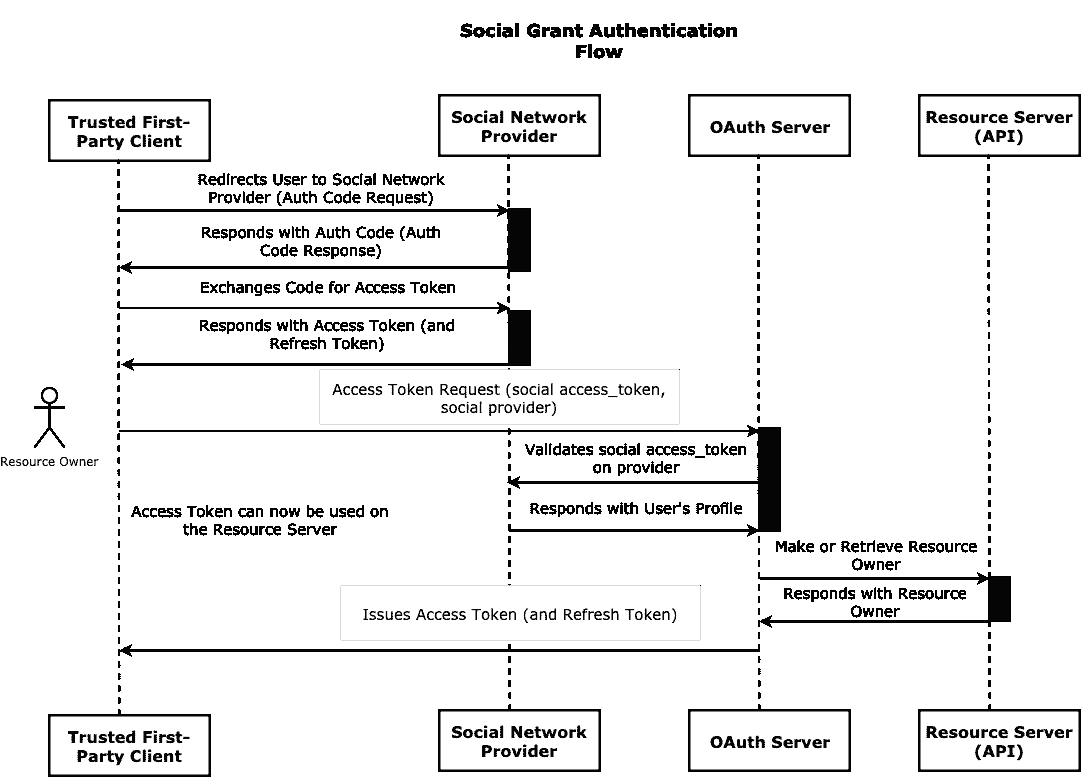 Social Grant Authentication
Flow
Trusted First-
Party Client
Social Network
Provider
OAuth Server
Resource Server
(API)
Redirects User to Social Network
Provider (Auth Code Request)
Responds with Auth Code (Auth
Code Response)
Exchanges Code for Access Token
Responds with Access Token (and
Refresh Token)
Access Token Request (social access_token,
social provider)
Resource Owner
Validates social access_token
on provider
Responds with User's Profile
Access Token can now be used on
the Resource Server
Make or Retrieve Resource
Owner
Responds with Resource
Owner
Issues Access Token (and Refresh Token)
Trusted First-
Party Client
Social Network
Provider
OAuth Server
Resource Server
(API)